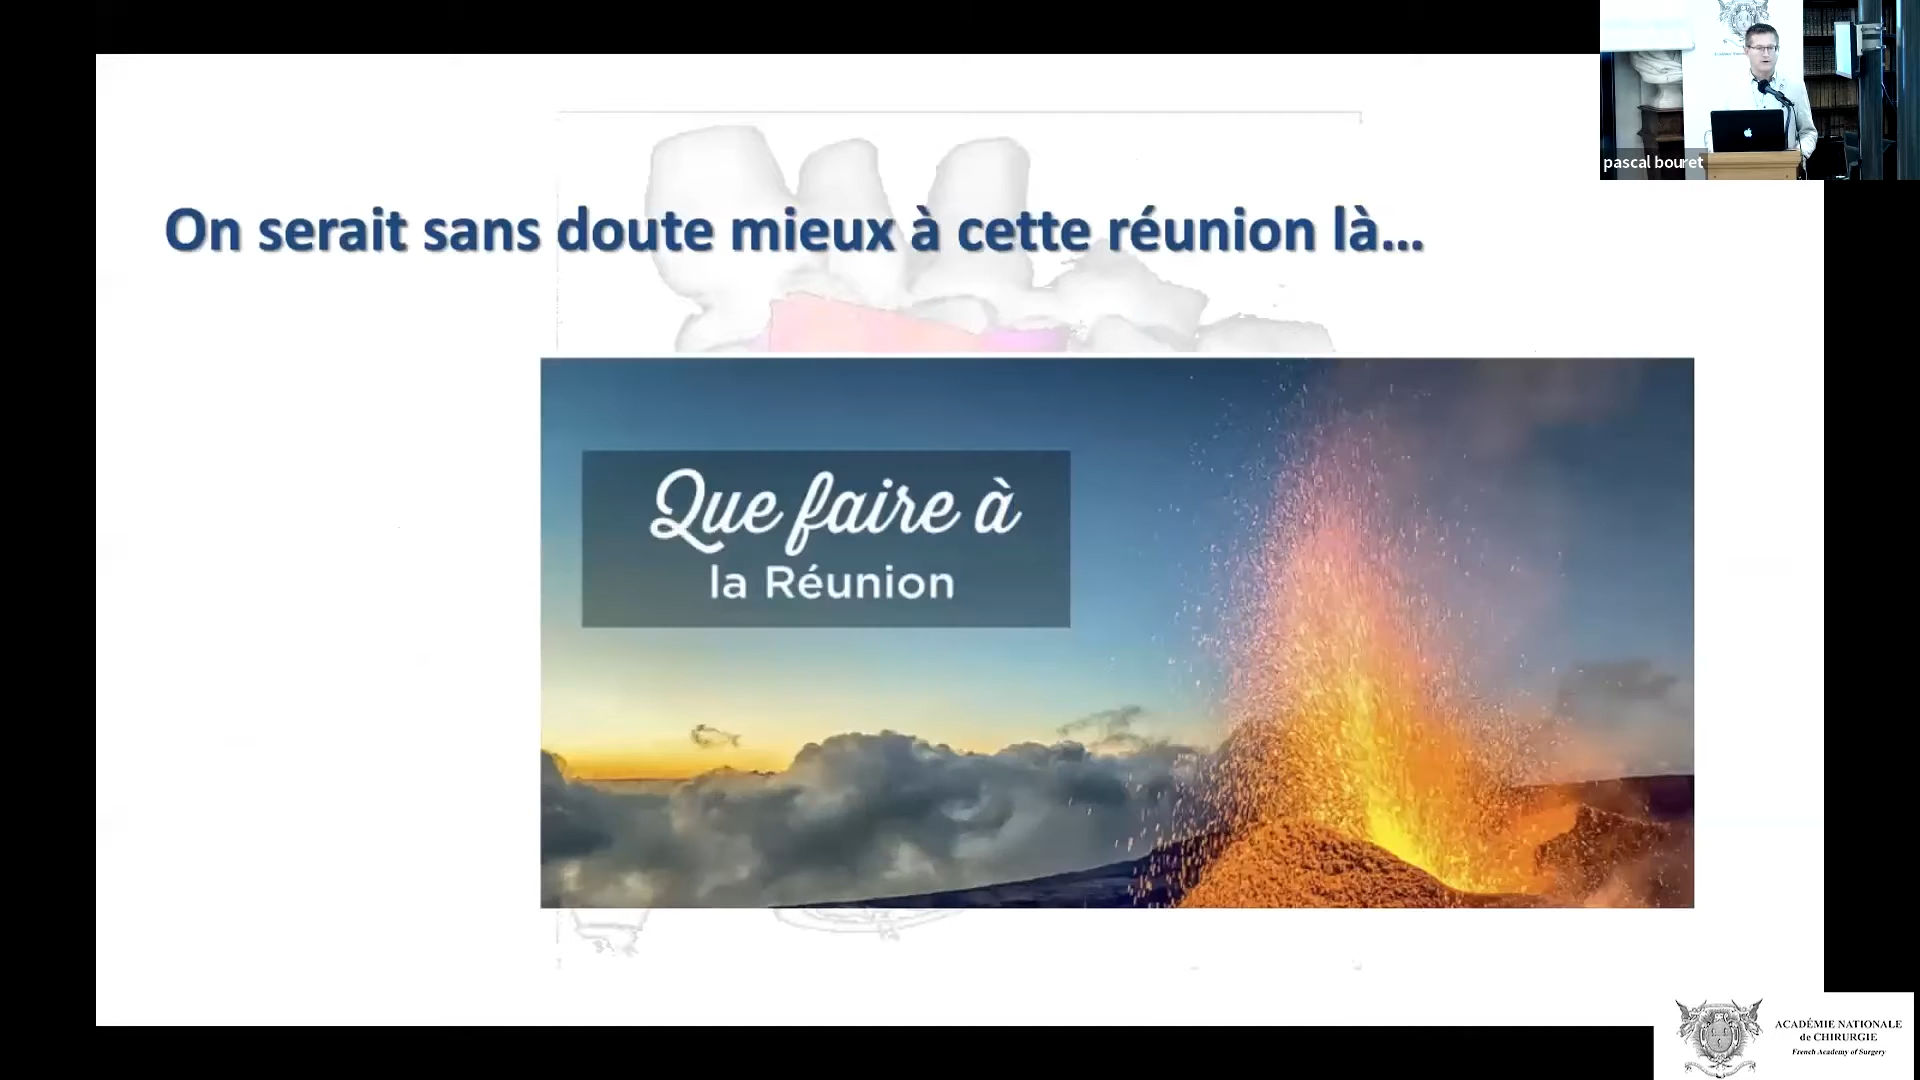 pascal bouret
On serait sans doute mieux à cette réunion là...
Que faire à
la Réunion
ACADÉMIE NATIONALE
de CHIRURGIE
French Academy of Surgery